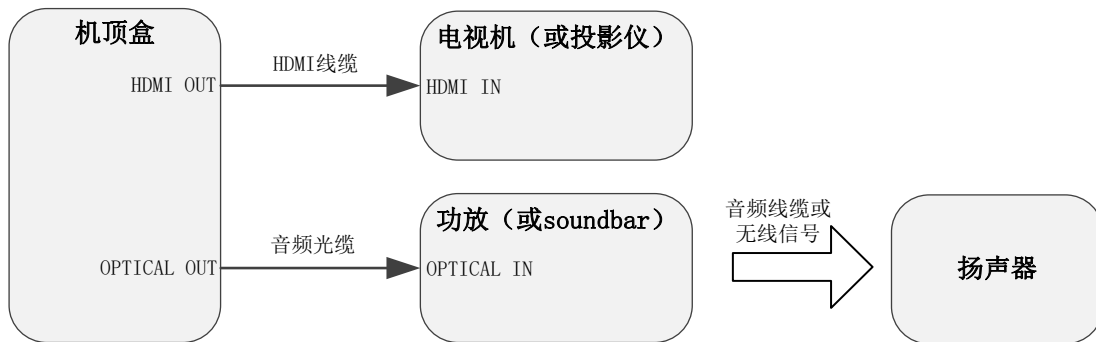 机顶盒
HDMI OUT
HDMI线缆
电视机（或投影仪）
HDMI IN
OPTICAL OUT
音频光缆
功放（或soundbar）
OPTICAL IN
音频线缆或
无线信号
扬声器